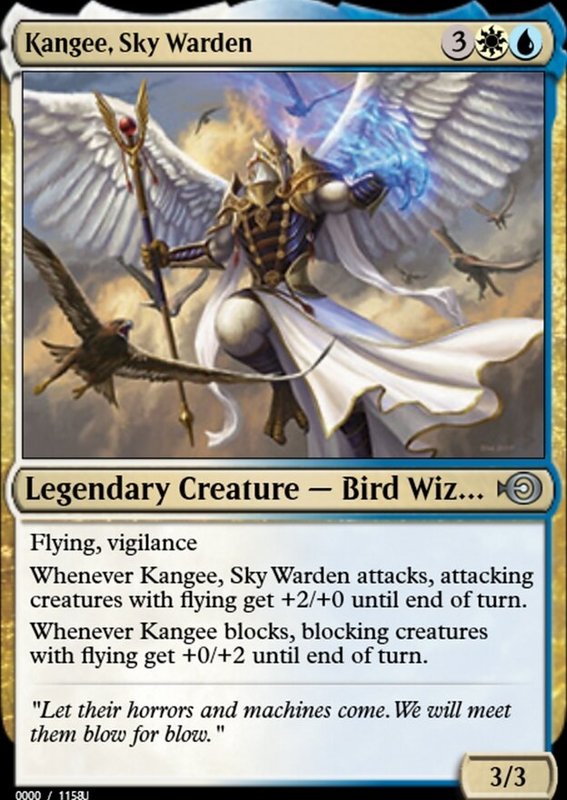 Kangee, Sky Warden 3
Legendary Creature — Bird Wiz...
Flying, vigilance
Whenever Kangee, Sky Warden attacks, attacking
creatures with flying get +2/+0 until end of turn.
Whenever Kangee blocks, blocking creatures
with flying get +0/+2 until end of turn.
"Let their horrors and machines come. We will meet
them blow for blow."
3/3
0000 / 1158U